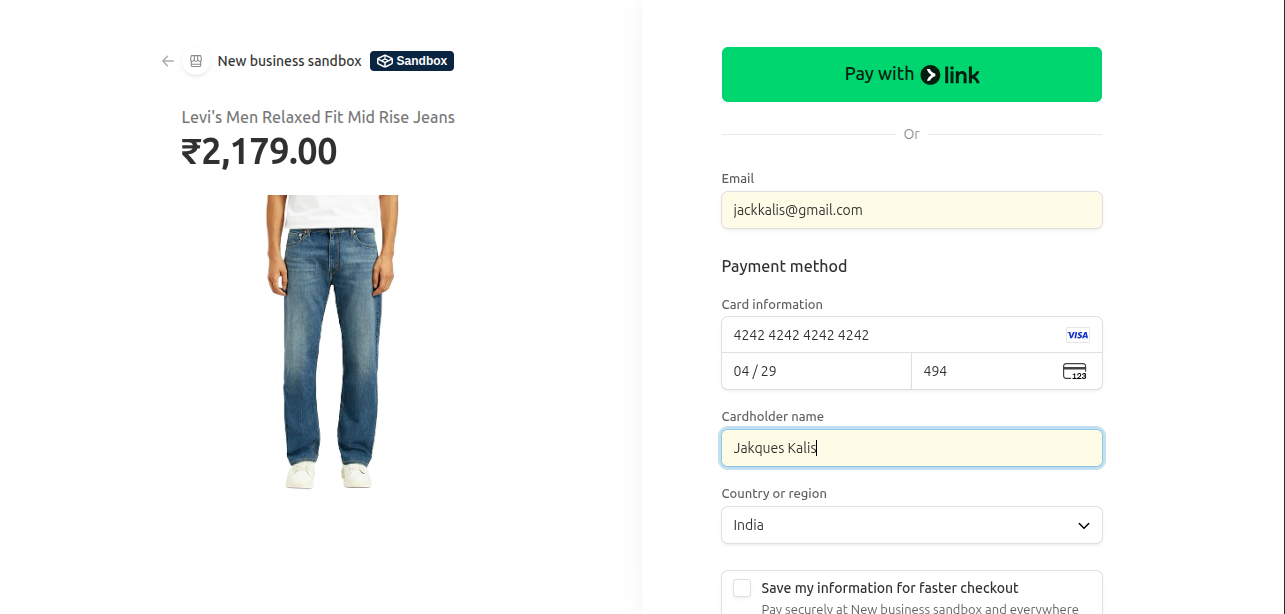 New business sandbox Sandbox
Levi's Men Relaxed Fit Mid Rise Jeans
₹2,179.00
Pay with link
Or
Email
jackkalis@gmail.com
Payment method
Card information
4242 4242 4242 4242 VISA
04 / 29 494 123
Cardholder name
Jakques Kalis
Country or region
India
Save my information for faster checkout
Pay securely at New business sandbox and everywhere